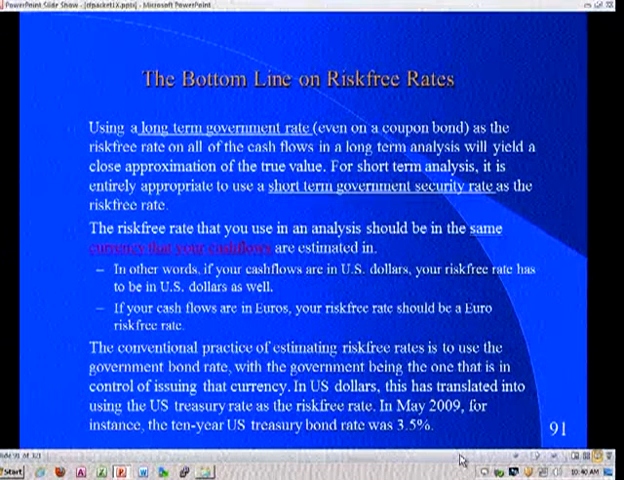 PowerPoint Slide Show - [dpacket1X.pptx] - Microsoft PowerPoint
The Bottom Line on Riskfree Rates
Using a long term government rate (even on a coupon bond) as the
riskfree rate on all of the cash flows in a long term analysis will yield a
close approximation of the true value. For short term analysis, it is
entirely appropriate to use a short term government security rate as the
riskfree rate.
The riskfree rate that you use in an analysis should be in the same
currency that your cashflows are estimated in.
– In other words, if your cashflows are in U.S. dollars, your riskfree rate has
to be in U.S. dollars as well.
– If your cash flows are in Euros, your riskfree rate should be a Euro
riskfree rate.
The conventional practice of estimating riskfree rates is to use the
government bond rate, with the government being the one that is in
control of issuing that currency. In US dollars, this has translated into
using the US treasury rate as the riskfree rate. In May 2009, for
instance, the ten-year US treasury bond rate was 3.5%.
91
Start
10:40 AM